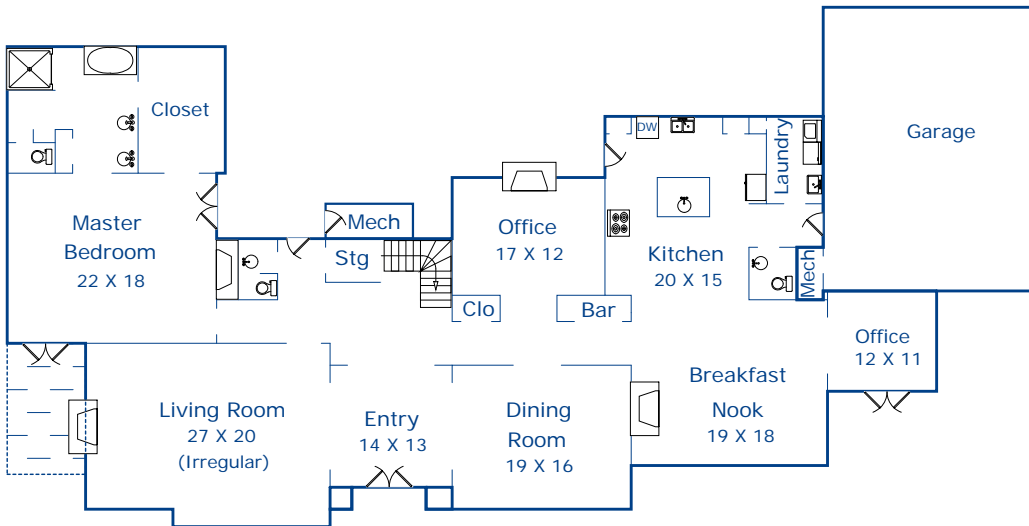 Closet
DW
Laundry
Garage
Master
Bedroom
22 X 18
Mech
Office
17 X 12
Stg
Kitchen
20 X 15
Mech
Clo
Bar
Office
12 X 11
Living Room
27 X 20
(Irregular)
Entry
14 X 13
Dining
Room
19 X 16
Breakfast
Nook
19 X 18